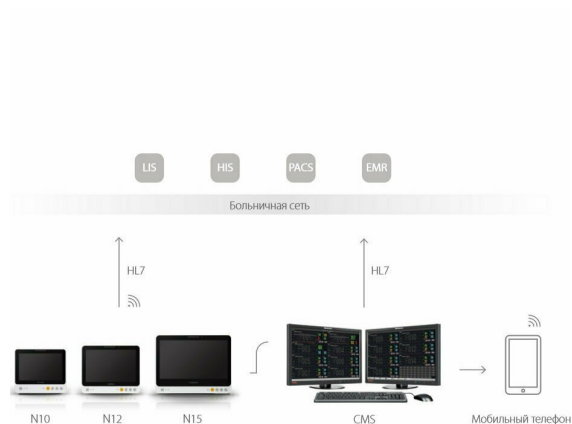 LIS HIS PACS EMR
Больничная сеть
HL7 HL7
N10 N12 N15 CMS Мобильный телефон